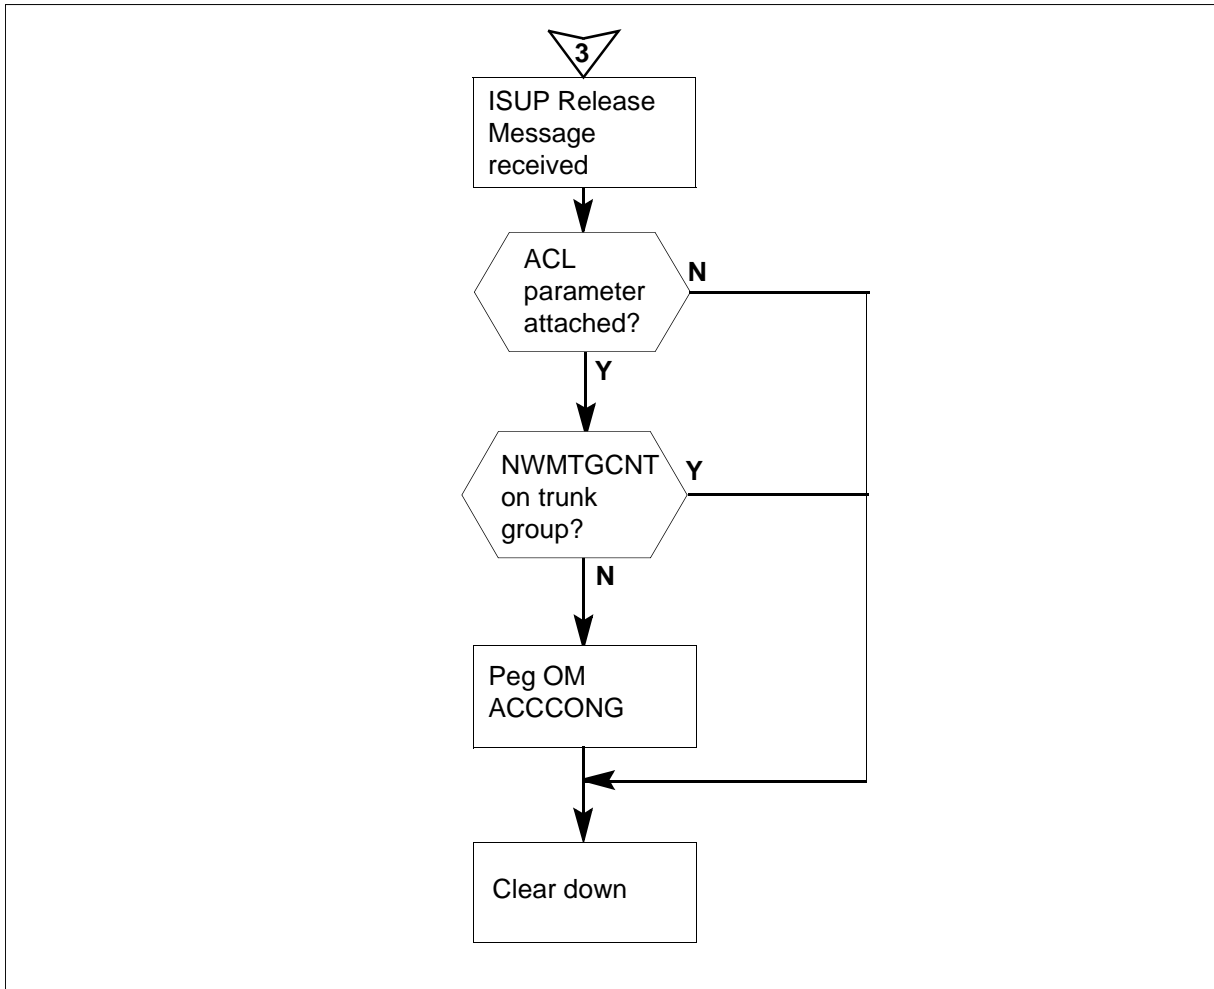 3
ISUP Release
Message
received
ACL
parameter
attached?
N
Y
NWMTGCNT
on trunk
group?
Y
N
Peg OM
ACCCONG
Clear down